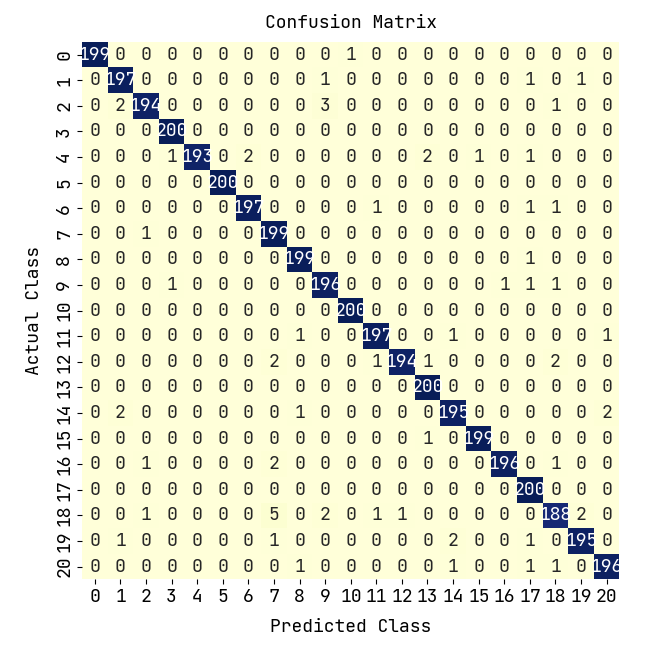 Confusion Matrix
0 199 0 0 0 0 0 0 0 0 0 1 0 0 0 0 0 0 0 0 0 0
1 0 197 0 0 0 0 0 0 0 1 0 0 0 0 0 0 0 1 0 1 0
2 0 2 194 0 0 0 0 0 0 3 0 0 0 0 0 0 0 0 1 0 0
3 0 0 0 200 0 0 0 0 0 0 0 0 0 0 0 0 0 0 0 0 0
4 0 0 0 1 193 0 2 0 0 0 0 0 0 2 0 1 0 1 0 0 0
5 0 0 0 0 0 200 0 0 0 0 0 0 0 0 0 0 0 0 0 0 0
6 0 0 0 0 0 0 197 0 0 0 0 1 0 0 0 0 0 1 1 0 0
7 0 0 1 0 0 0 0 199 0 0 0 0 0 0 0 0 0 0 0 0 0
8 0 0 0 0 0 0 0 0 199 0 0 0 0 0 0 0 0 1 0 0 0
9 0 0 0 1 0 0 0 0 0 196 0 0 0 0 0 0 1 1 1 0 0
10 0 0 0 0 0 0 0 0 0 0 200 0 0 0 0 0 0 0 0 0 0
11 0 0 0 0 0 0 0 0 1 0 0 197 0 0 1 0 0 0 0 0 1
12 0 0 0 0 0 0 0 2 0 0 0 1 194 1 0 0 0 0 2 0 0
13 0 0 0 0 0 0 0 0 0 0 0 0 0 200 0 0 0 0 0 0 0
14 0 2 0 0 0 0 0 0 1 0 0 0 0 0 195 0 0 0 0 0 2
15 0 0 0 0 0 0 0 0 0 0 0 0 0 1 0 199 0 0 0 0 0
16 0 0 1 0 0 0 0 2 0 0 0 0 0 0 0 0 196 0 1 0 0
17 0 0 0 0 0 0 0 0 0 0 0 0 0 0 0 0 0 200 0 0 0
18 0 0 1 0 0 0 0 5 0 2 0 1 1 0 0 0 0 0 188 2 0
19 0 1 0 0 0 0 0 1 0 0 0 0 0 0 2 0 0 1 0 195 0
20 0 0 0 0 0 0 0 0 1 0 0 0 0 0 1 0 0 1 1 0 196
0 1 2 3 4 5 6 7 8 9 10 11 12 13 14 15 16 17 18 19 20
Actual Class
Predicted Class